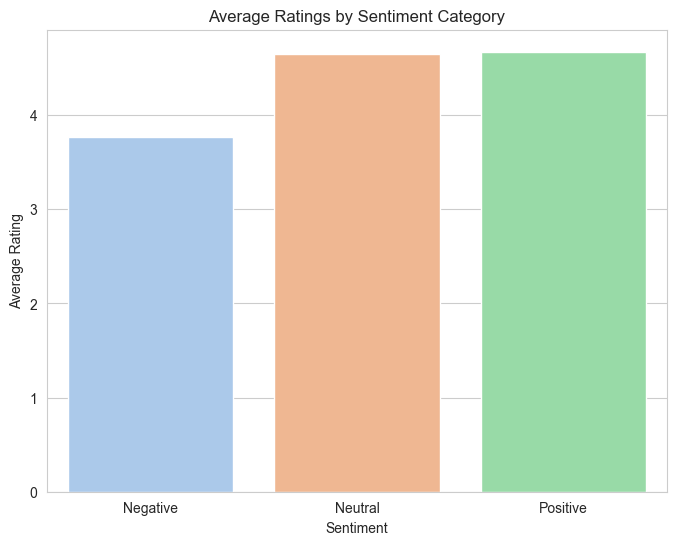 Average Ratings by Sentiment Category
Average Rating
4
3
2
1
0
Negative
Neutral
Positive
Sentiment